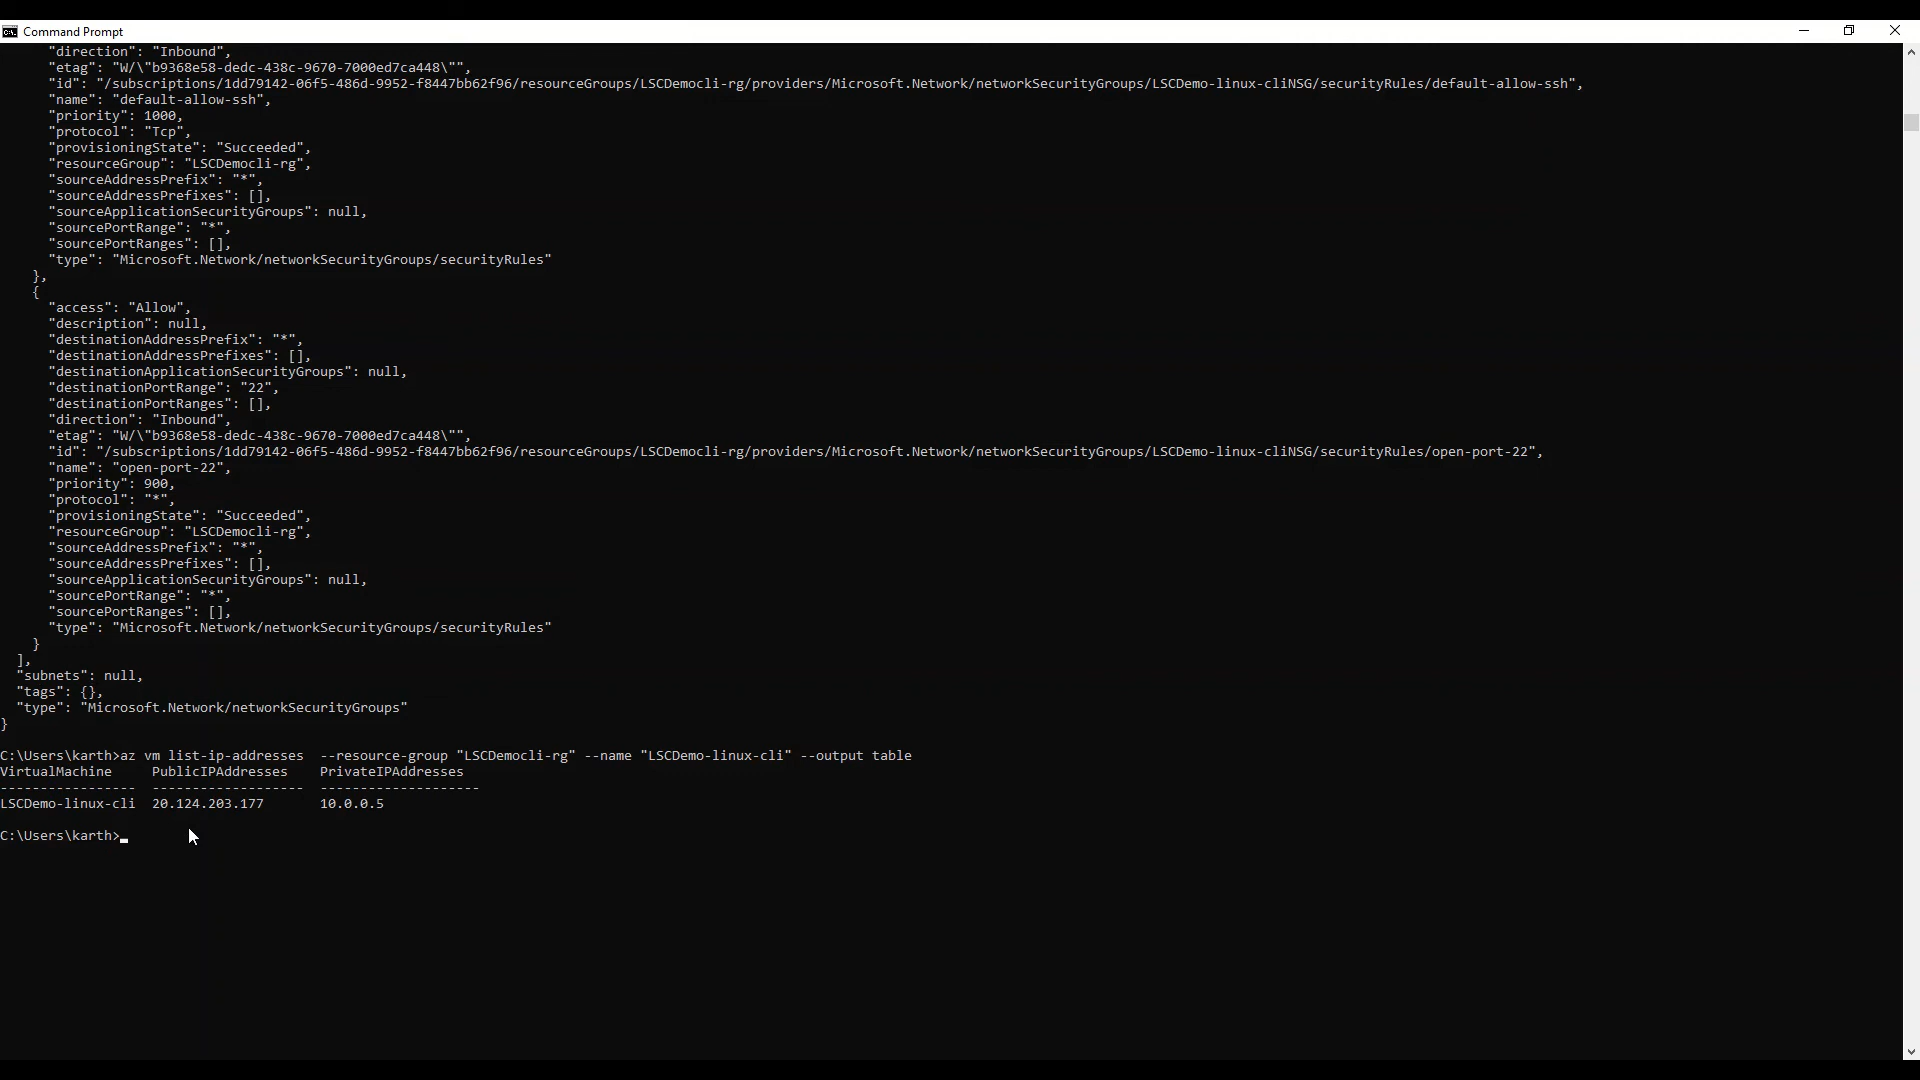 Command Prompt
"direction": "Inbound",
"etag": "W/\"b9368e58-dedc-438c-9670-7000ed7ca448\"",
"id": "/subscriptions/1dd79142-06f5-486d-9952-f8447bb62f96/resourceGroups/LSCDemocli-rg/providers/Microsoft.Network/networkSecurityGroups/LSCDemo-linux-cliNSG/securityRules/default-allow-ssh",
"name": "default-allow-ssh",
"priority": 1000,
"protocol": "Tcp",
"provisioningState": "Succeeded",
"resourceGroup": "LSCDemocli-rg",
"sourceAddressPrefix": "*",
"sourceAddressPrefixes": [],
"sourceApplicationSecurityGroups": null,
"sourcePortRange": "*",
"sourcePortRanges": [],
"type": "Microsoft.Network/networkSecurityGroups/securityRules"
},
{
"access": "Allow",
"description": null,
"destinationAddressPrefix": "*",
"destinationAddressPrefixes": [],
"destinationApplicationSecurityGroups": null,
"destinationPortRange": "22",
"destinationPortRanges": [],
"direction": "Inbound",
"etag": "W/\"b9368e58-dedc-438c-9670-7000ed7ca448\"",
"id": "/subscriptions/1dd79142-06f5-486d-9952-f8447bb62f96/resourceGroups/LSCDemocli-rg/providers/Microsoft.Network/networkSecurityGroups/LSCDemo-linux-cliNSG/securityRules/open-port-22",
"name": "open-port-22",
"priority": 900,
"protocol": "*",
"provisioningState": "Succeeded",
"resourceGroup": "LSCDemocli-rg",
"sourceAddressPrefix": "*",
"sourceAddressPrefixes": [],
"sourceApplicationSecurityGroups": null,
"sourcePortRange": "*",
"sourcePortRanges": [],
"type": "Microsoft.Network/networkSecurityGroups/securityRules"
}
],
"subnets": null,
"tags": {},
"type": "Microsoft.Network/networkSecurityGroups"
}
C:\Users\karth>az vm list-ip-addresses  --resource-group "LSCDemocli-rg" --name "LSCDemo-linux-cli" --output table
VirtualMachine     PublicIPAddresses    PrivateIPAddresses
-----------------  -------------------  --------------------
LSCDemo-linux-cli  20.124.203.177       10.0.0.5
C:\Users\karth>